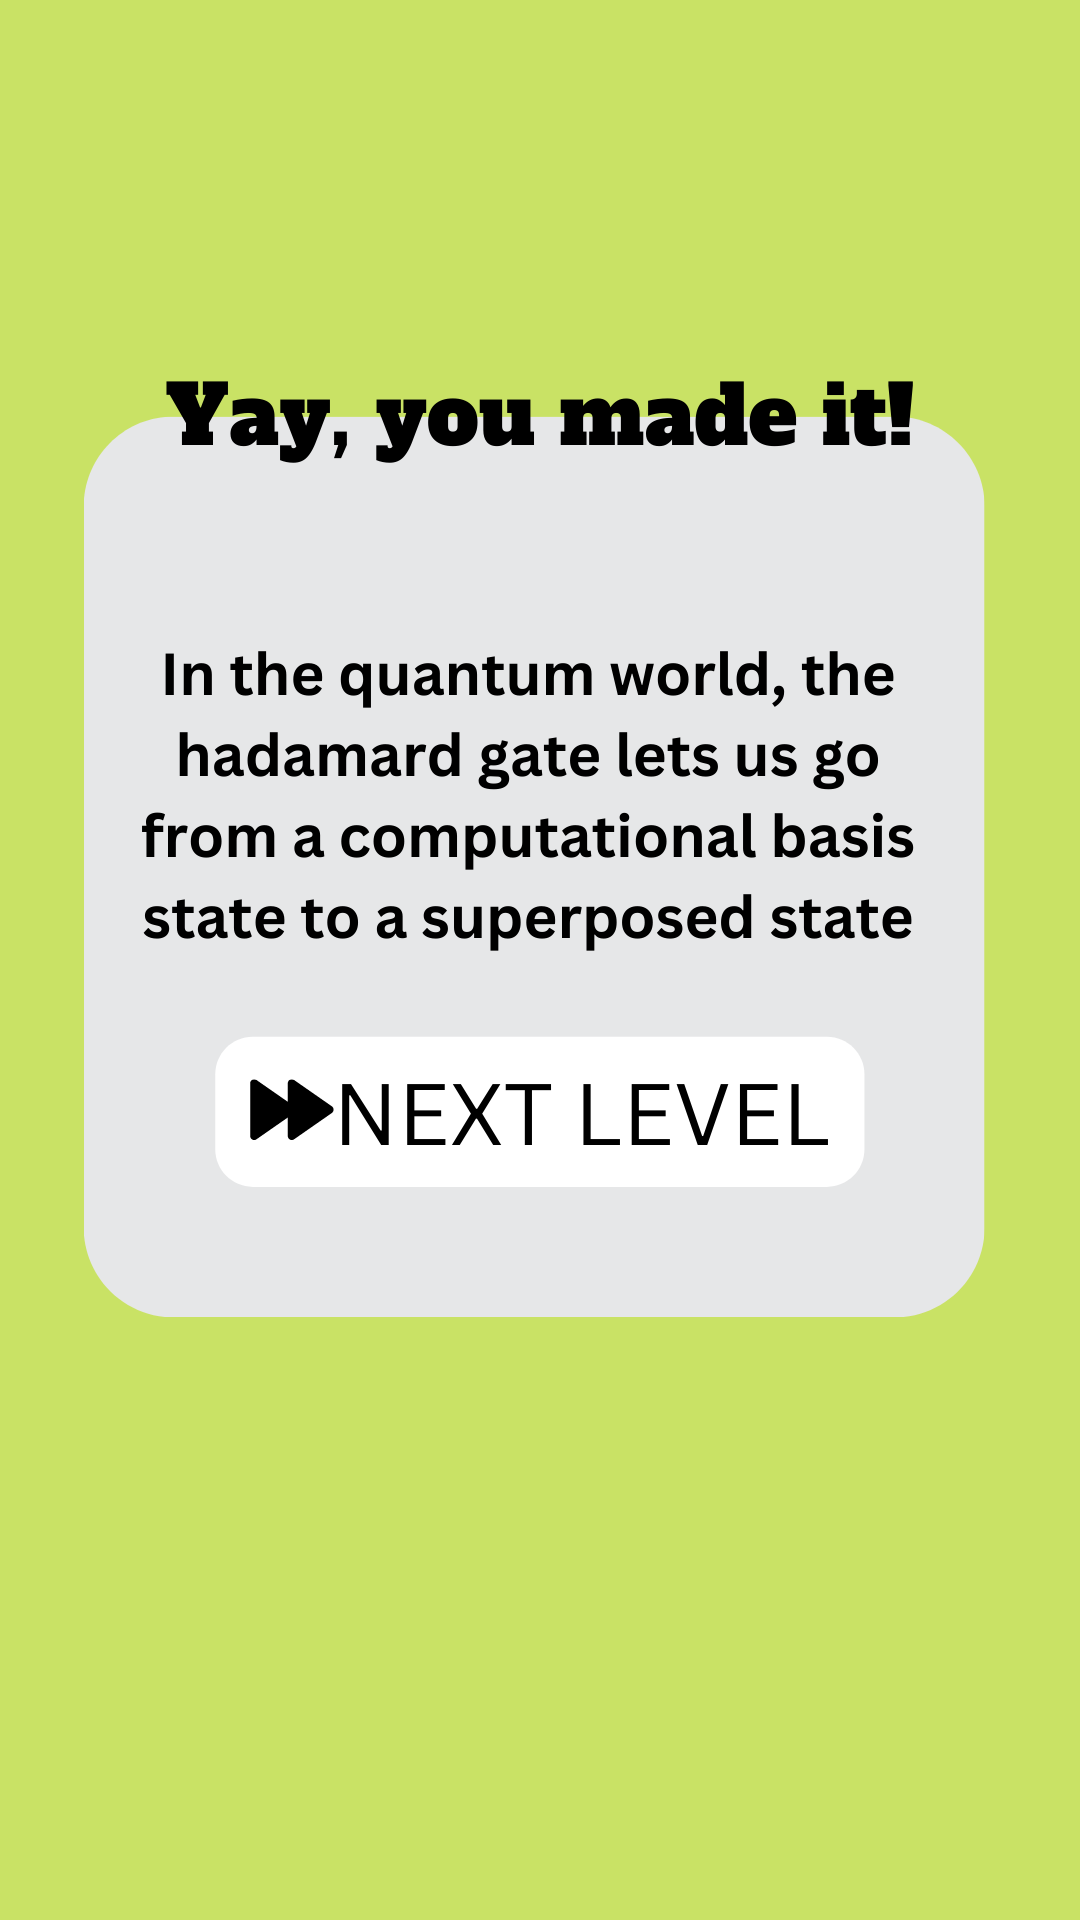 Yay, you made it!
In the quantum world, the
hadamard gate lets us go
from a computational basis
state to a superposed state
NEXT LEVEL